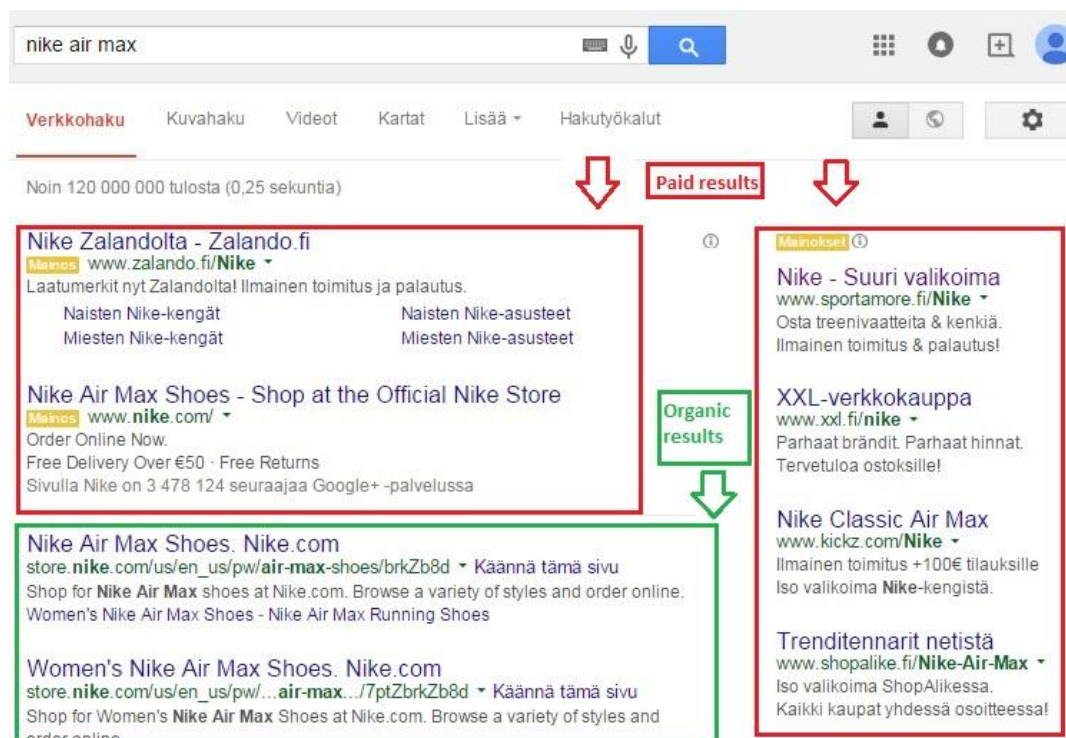 nike air max
Verkkohaku Kuvahaku Videot Kartat Lisää Hakutyökalut
Noin 120 000 000 tulosta (0,25 sekuntia)
Paid results
Nike Zalandolta - Zalando.fi
Mainos www.zalando.fi/Nike
Laatumerkit nyt Zalandolta! Ilmainen toimitus ja palautus.
Naisten Nike-kengät Naisten Nike-asusteet
Miesten Nike-kengät Miesten Nike-asusteet
Nike Air Max Shoes - Shop at the Official Nike Store
Mainos www.nike.com/
Order Online Now.
Free Delivery Over €50 · Free Returns
Sivulla Nike on 3 478 124 seuraajaa Google+ -palvelussa
Organic
results
Nike Air Max Shoes. Nike.com
store.nike.com/us/en_us/pw/air-max-shoes/brkZb8d Käännä tämä sivu
Shop for Nike Air Max shoes at Nike.com. Browse a variety of styles and order online.
Women's Nike Air Max Shoes - Nike Air Max Running Shoes
Women's Nike Air Max Shoes. Nike.com
store.nike.com/us/en_us/pw/...air-max.../7ptZbrkZb8d Käännä tämä sivu
Shop for Women's Nike Air Max Shoes at Nike.com. Browse a variety of styles and
order online.
Mainokset
Nike - Suuri valikoima
www.sportamore.fi/Nike
Osta treenivaatteita & kenkiä.
Ilmainen toimitus & palautus!
XXL-verkkokauppa
www.xxl.fi/nike
Parhaat brändit. Parhaat hinnat.
Tervetuloa ostoksille!
Nike Classic Air Max
www.kickz.com/Nike
Ilmainen toimitus +100€ tilauksille
Iso valikoima Nike-kengistä.
Trenditennarit netistä
www.shopalike.fi/Nike-Air-Max
Iso valikoima ShopAlikessa.
Kaikki kaupat yhdessä osoitteessa!